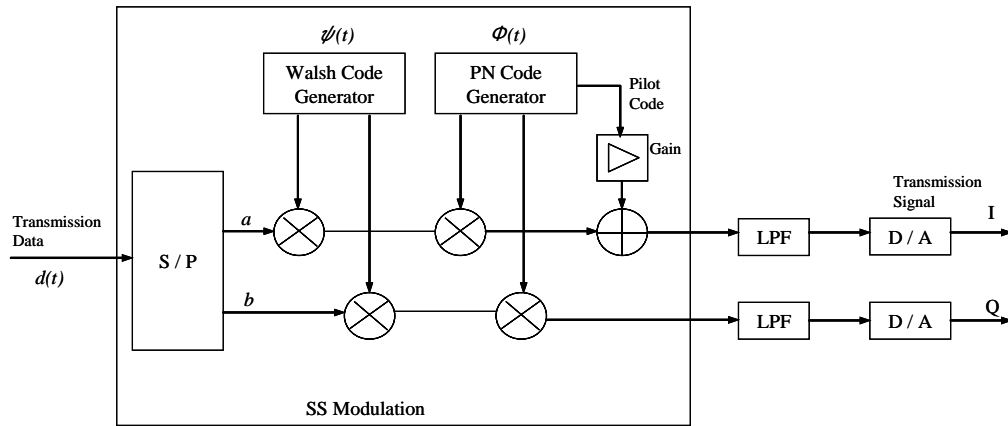 ψ(t)
Φ(t)
Walsh Code
Generator
PN Code
Generator
Pilot
Code
Gain
Transmission
Data
d(t)
S / P
a
b
LPF
D / A
Transmission
Signal
I
LPF
D / A
Q
SS Modulation